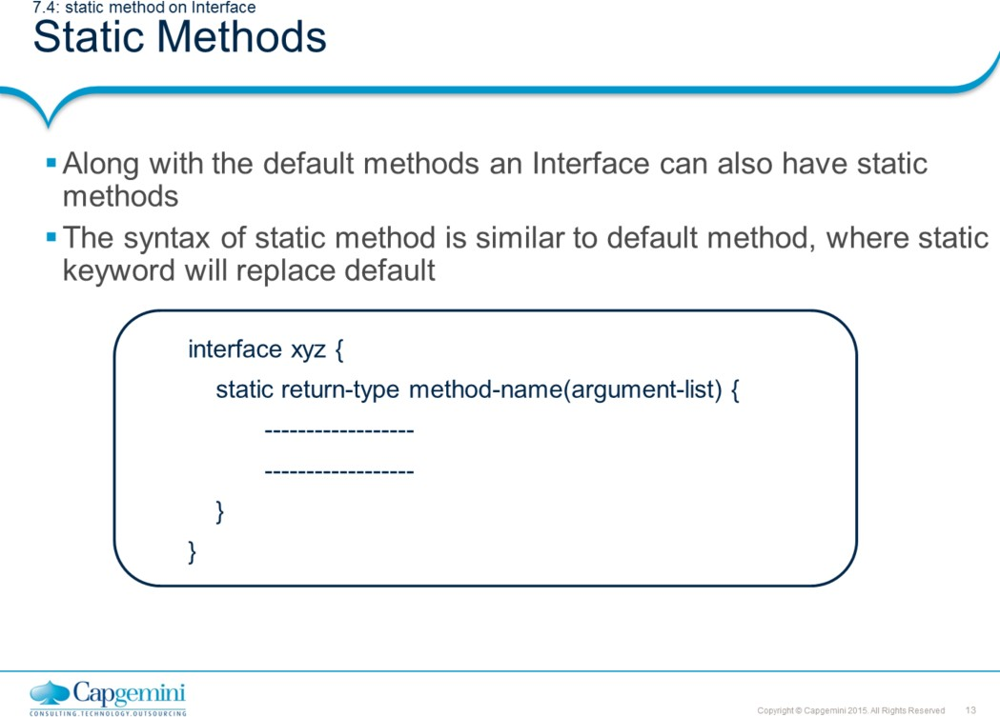 7.4: static method on Interface
Static Methods
Along with the default methods an Interface can also have static
methods
The syntax of static method is similar to default method, where static
keyword will replace default
interface xyz {
static return-type method-name(argument-list) {
------------------
------------------
}
}
Capgemini
CONSULTING.TECHNOLOGY.OUTSOURCING
Copyright © Capgemini 2015. All Rights Reserved 13